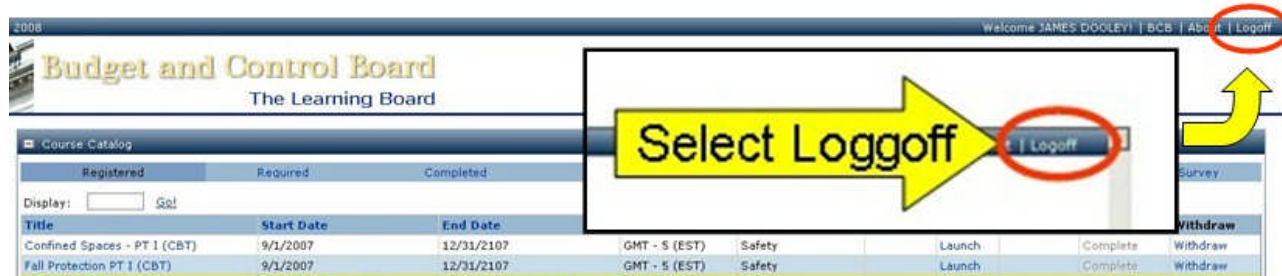 2008 Welcome JAMES DOOLEY! | BCB | About | Logoff
Budget and Control Board
The Learning Board
Select Loggoff | Logoff
Course Catalog
Registered Required Completed Survey
Display: Go!
Title Start Date End Date Withdraw
Confined Spaces - PT I (CBT) 9/1/2007 12/31/2107 GMT - 5 (EST) Safety Launch Complete Withdraw
Fall Protection PT I (CBT) 9/1/2007 12/31/2107 GMT - 5 (EST) Safety Launch Complete Withdraw